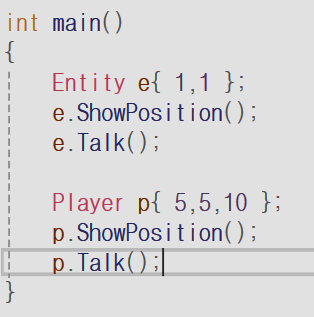 int main()
{
Entity e{ 1,1 };
e.ShowPosition();
e.Talk();
Player p{ 5,5,10 };
p.ShowPosition();
p.Talk();
}